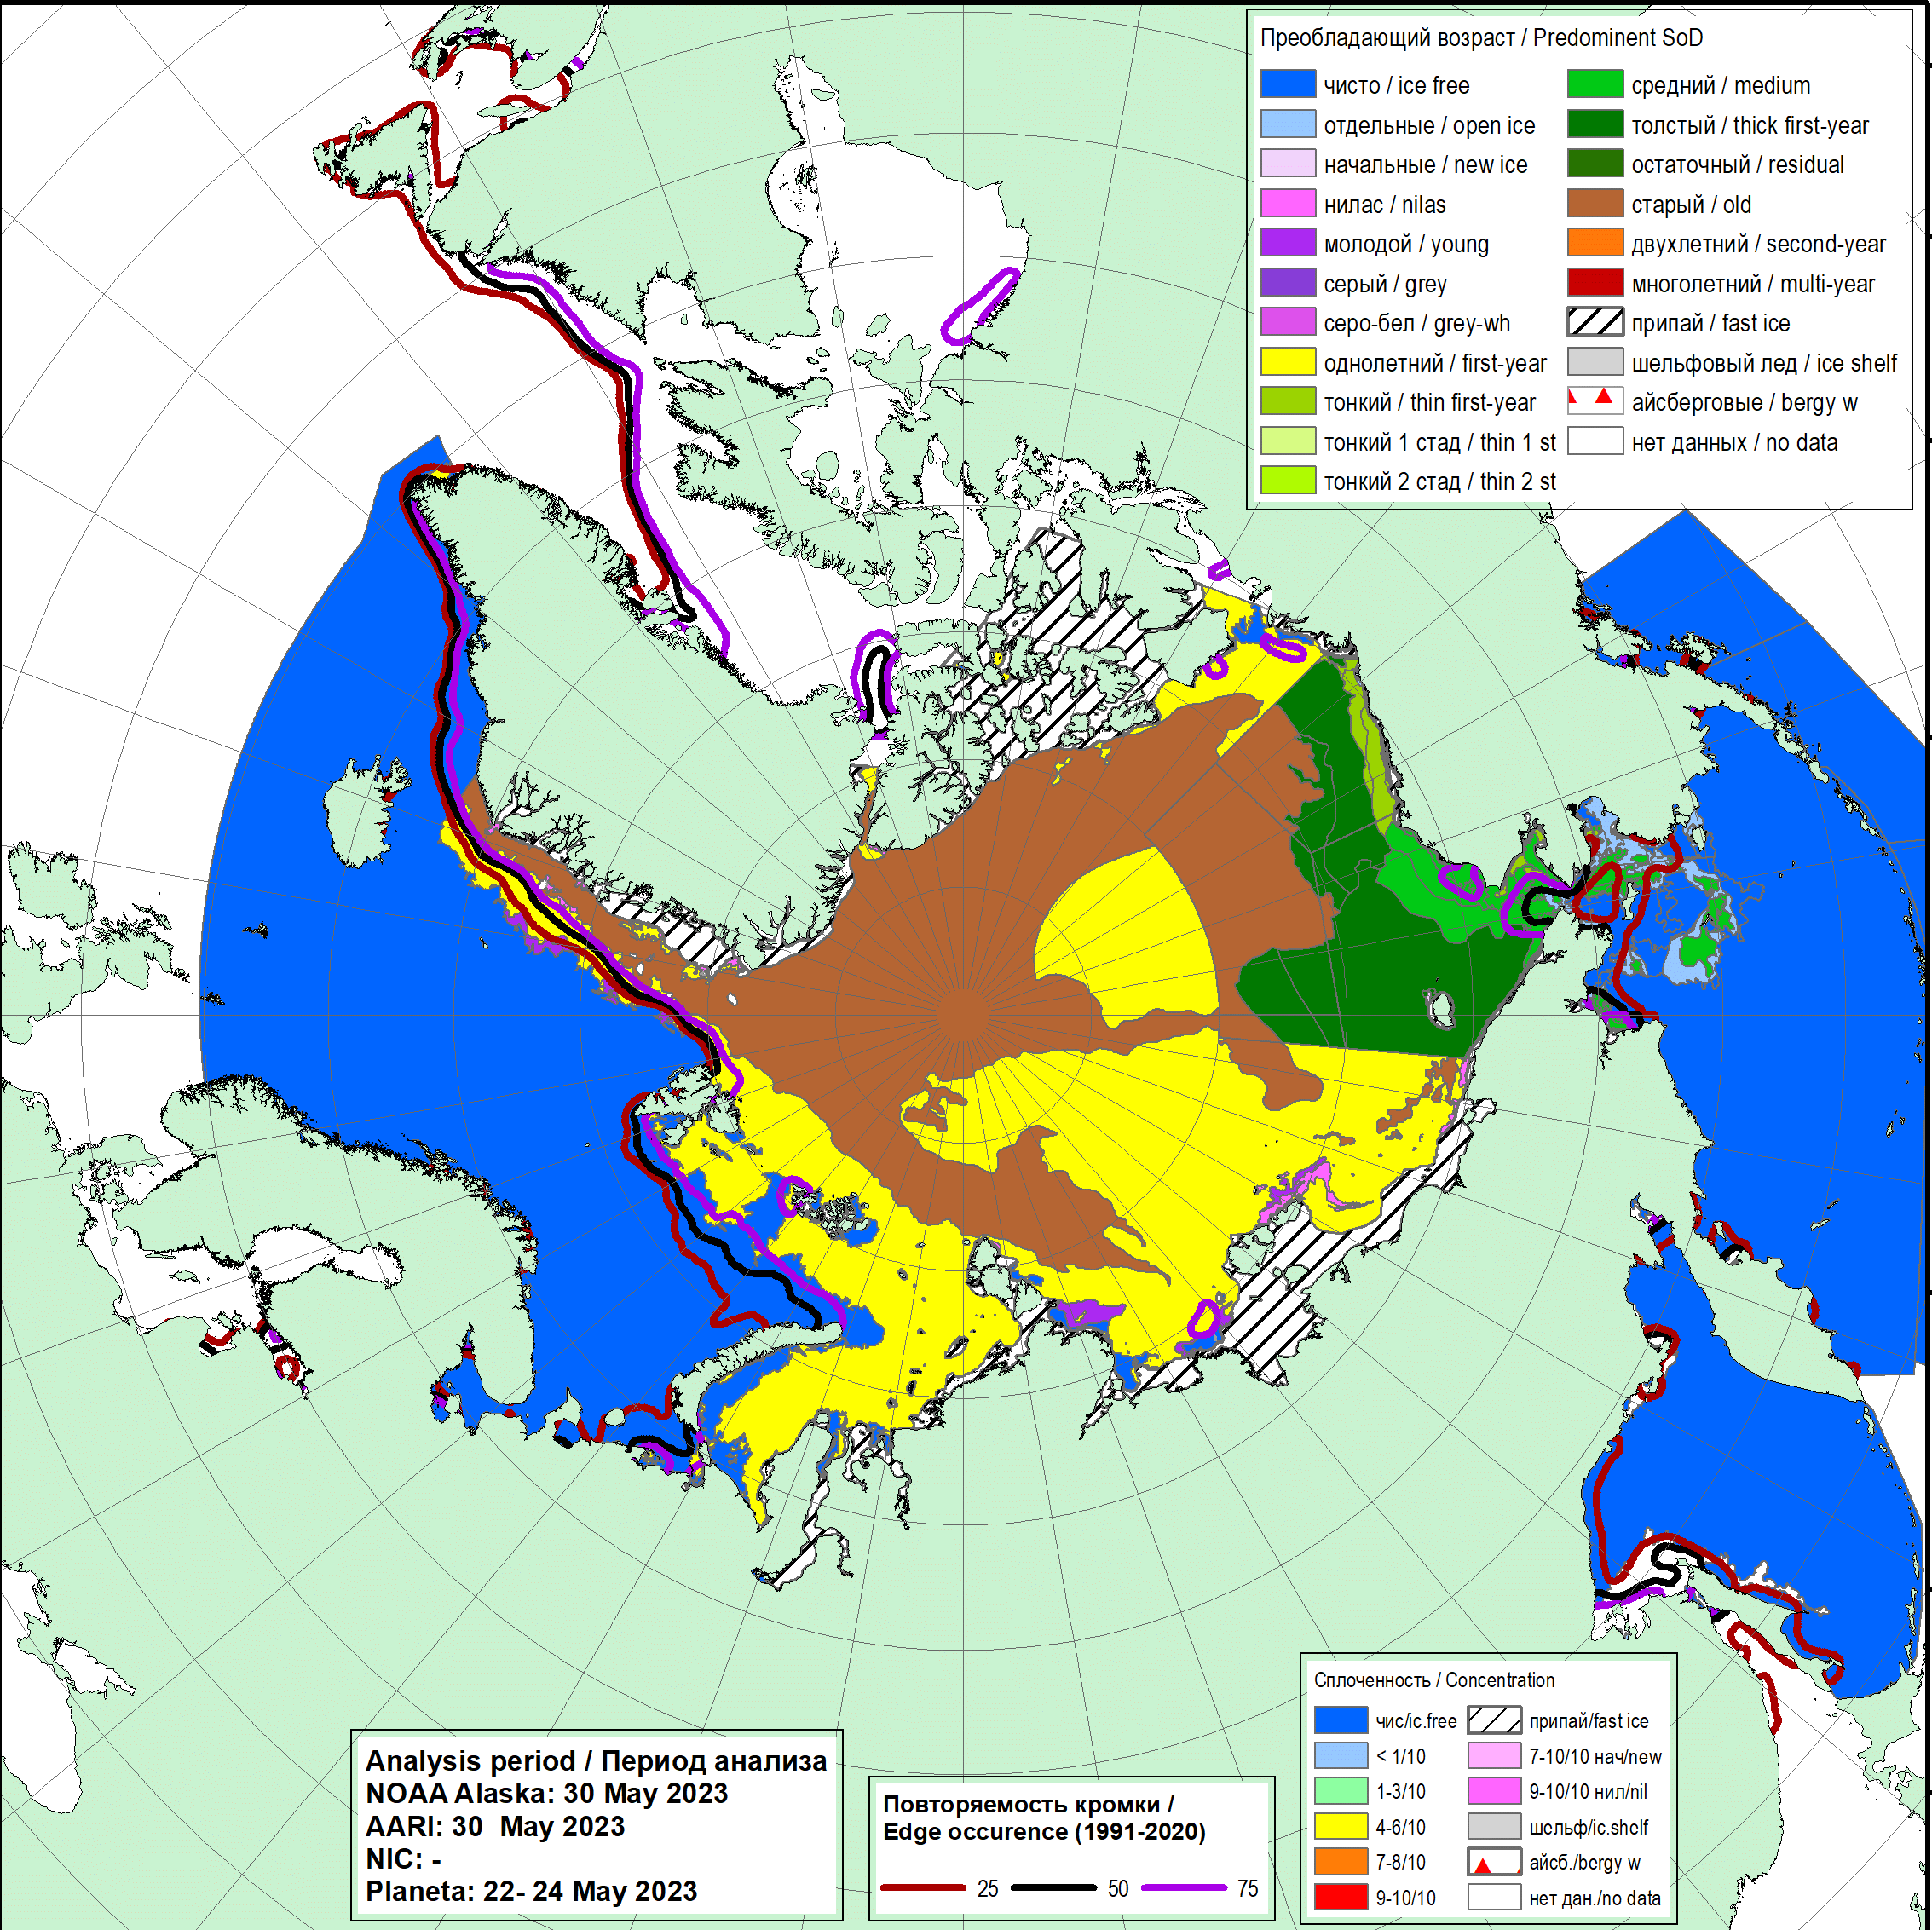 Преобладающий возраст / Predominent SoD
чисто / ice free
отдельные / open ice
начальные / new ice
нилас / nilas
молодой / young
серый / grey
серо-бел / grey-wh
однолетний / first-year
тонкий / thin first-year
тонкий 1 стад / thin 1 st
тонкий 2 стад / thin 2 st
средний / medium
толстый / thick first-year
остаточный / residual
старый / old
двухлетний / second-year
многолетний / multi-year
припай / fast ice
шельфовый лед / ice shelf
айсберговые / bergy w
нет данных / no data
Analysis period / Период анализа
NOAA Alaska: 30 May 2023
AARI: 30 May 2023
NIC: -
Planeta: 22- 24 May 2023
Повторяемость кромки /
Edge occurence (1991-2020)
25 50 75
Сплоченность / Concentration
чис/ic.free
< 1/10
1-3/10
4-6/10
7-8/10
9-10/10
припай/fast ice
7-10/10 нач/new
9-10/10 нил/nil
шельф/ic.shelf
айсб./bergy w
нет дан./no data